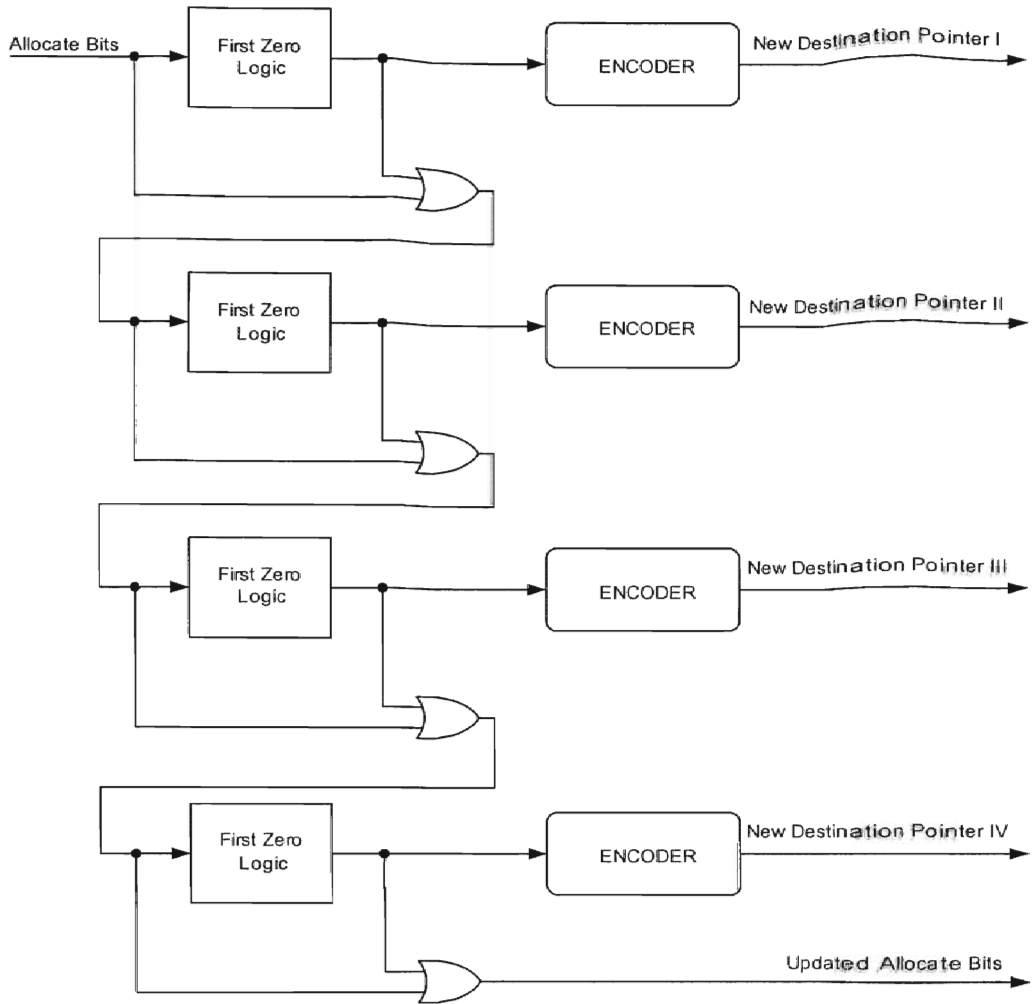 Allocate Bits
First Zero
Logic
ENCODER
New Destination Pointer I
First Zero
Logic
ENCODER
New Destination Pointer II
First Zero
Logic
ENCODER
New Destination Pointer III
First Zero
Logic
ENCODER
New Destination Pointer IV
Updated Allocate Bits